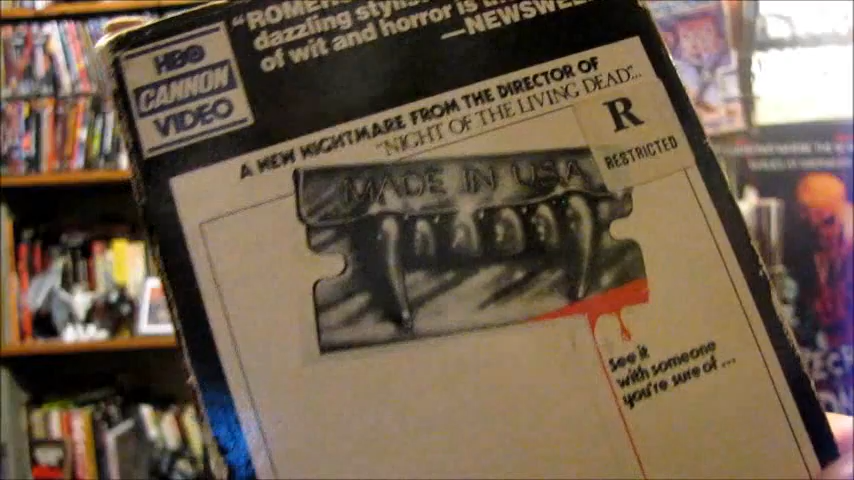 "ROMER
dazzling stylis
of wit and horror is
—NEWSWEE
HBO
CANNON
VIDEO
A NEW NIGHTMARE FROM THE DIRECTOR OF
"NIGHT OF THE LIVING DEAD"...
R
RESTRICTED
MADE IN USA
see it
with someone
you're sure of ...